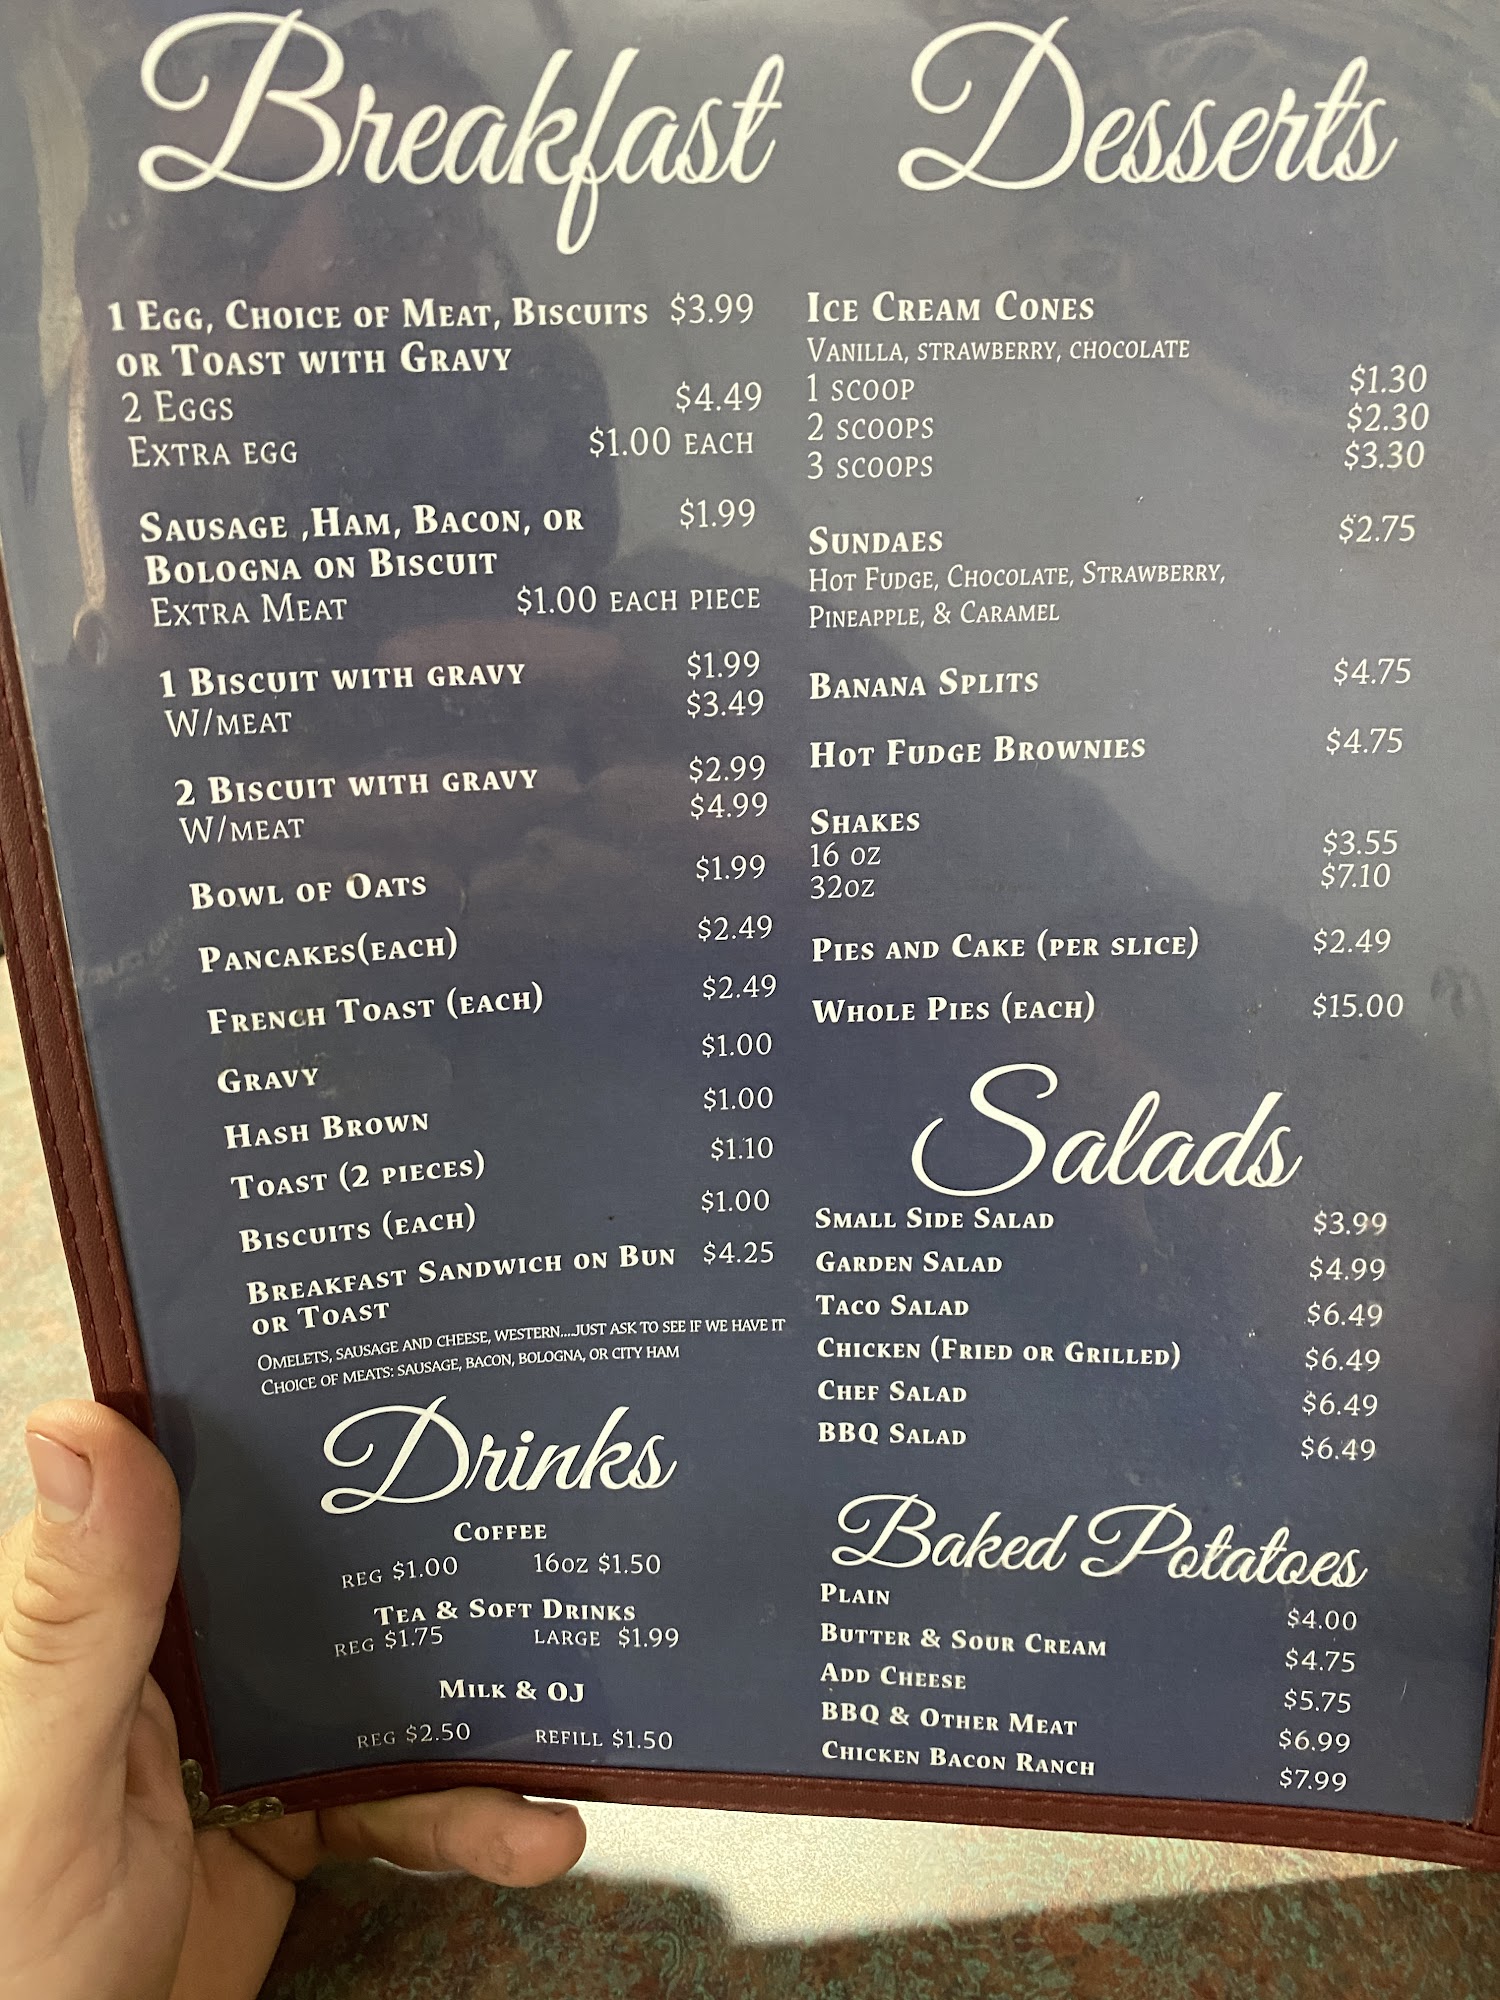 Breakfast
1 Egg, Choice of Meat, Biscuits $3.99
or Toast with Gravy
2 Eggs $4.49
Extra egg $1.00 each
Sausage ,Ham, Bacon, or $1.99
Bologna on Biscuit
Extra Meat $1.00 each piece
1 Biscuit with gravy $1.99
w/meat $3.49
2 Biscuit with gravy $2.99
w/meat $4.99
Bowl of Oats $1.99
Pancakes(each) $2.49
French Toast (each) $2.49
Gravy $1.00
Hash Brown $1.00
Toast (2 pieces) $1.10
Biscuits (each) $1.00
Breakfast Sandwich on Bun $4.25
or Toast
Omelets, sausage and cheese, western....just ask to see if we have it
Choice of meats: sausage, bacon, bologna, or city ham
Drinks
Coffee
reg $1.00 16oz $1.50
Tea & Soft Drinks
reg $1.75 large $1.99
Milk & OJ
reg $2.50 refill $1.50
Desserts
Ice Cream Cones
Vanilla, strawberry, chocolate
1 scoop $1.30
2 scoops $2.30
3 scoops $3.30
Sundaes $2.75
Hot Fudge, Chocolate, Strawberry,
Pineapple, & Caramel
Banana Splits $4.75
Hot Fudge Brownies $4.75
Shakes
16 oz $3.55
32oz $7.10
Pies and Cake (per slice) $2.49
Whole Pies (each) $15.00
Salads
Small Side Salad $3.99
Garden Salad $4.99
Taco Salad $6.49
Chicken (Fried or Grilled) $6.49
Chef Salad $6.49
BBQ Salad $6.49
Baked Potatoes
Plain $4.00
Butter & Sour Cream $4.75
Add Cheese $5.75
BBQ & Other Meat $6.99
Chicken Bacon Ranch $7.99